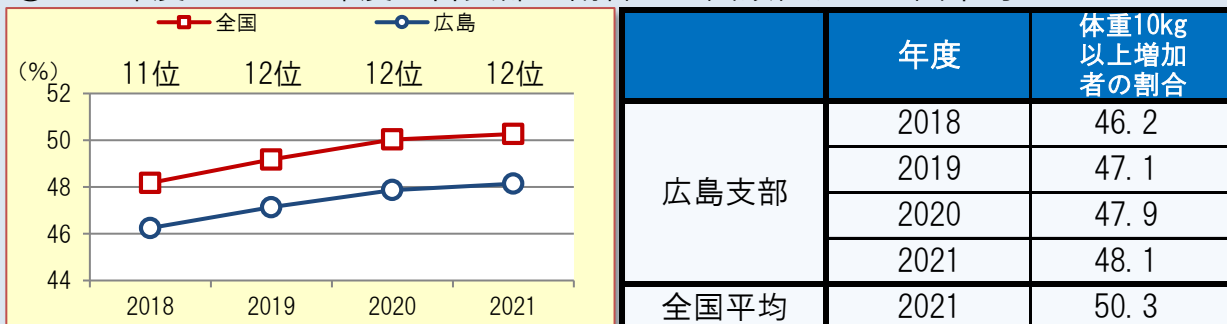 全国 広島
(%) 11位 12位 12位 12位
52
50
48
46
44
2018 2019 2020 2021
年度 体重10kg
以上増加
者の割合
広島支部
2018 46.2
2019 47.1
2020 47.9
2021 48.1
全国平均 2021 50.3